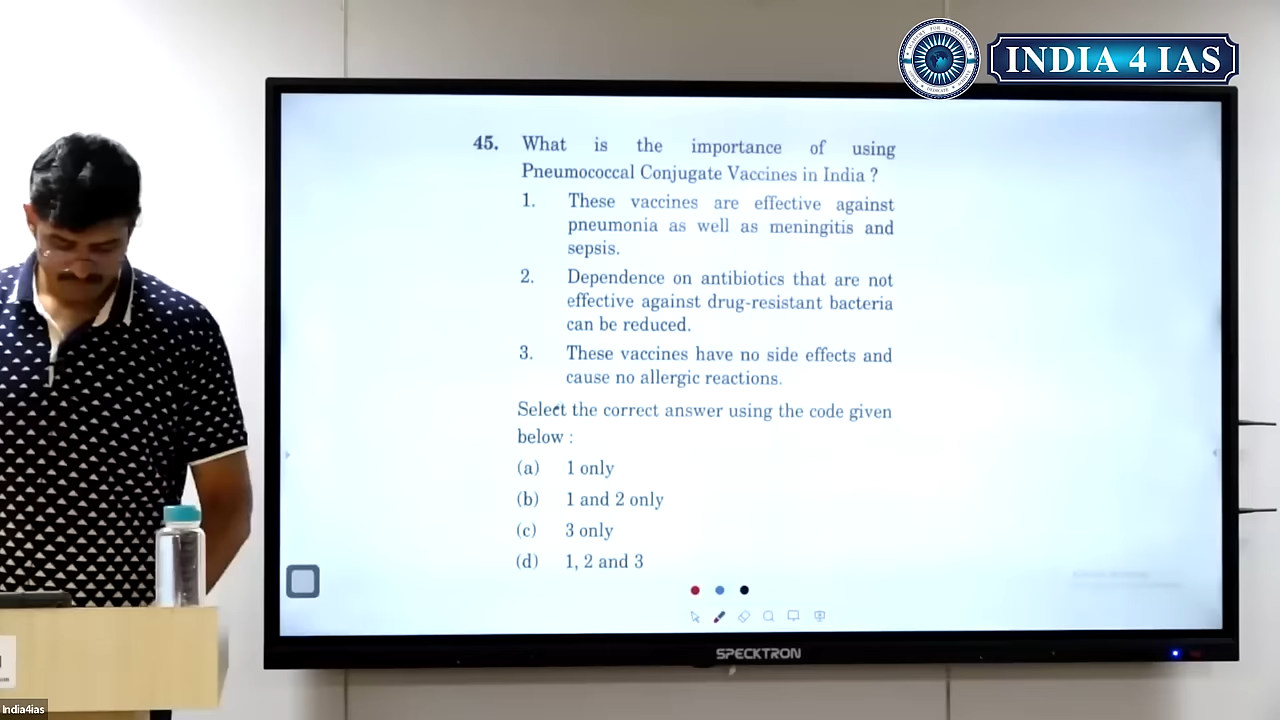 INDIA 4 IAS
45. What is the importance of using
Pneumococcal Conjugate Vaccines in India ?
1. These vaccines are effective against
pneumonia as well as meningitis and
sepsis.
2. Dependence on antibiotics that are not
effective against drug-resistant bacteria
can be reduced.
3. These vaccines have no side effects and
cause no allergic reactions.
Select the correct answer using the code given
below :
(a) 1 only
(b) 1 and 2 only
(c) 3 only
(d) 1, 2 and 3
SPECKTRON
India4ias